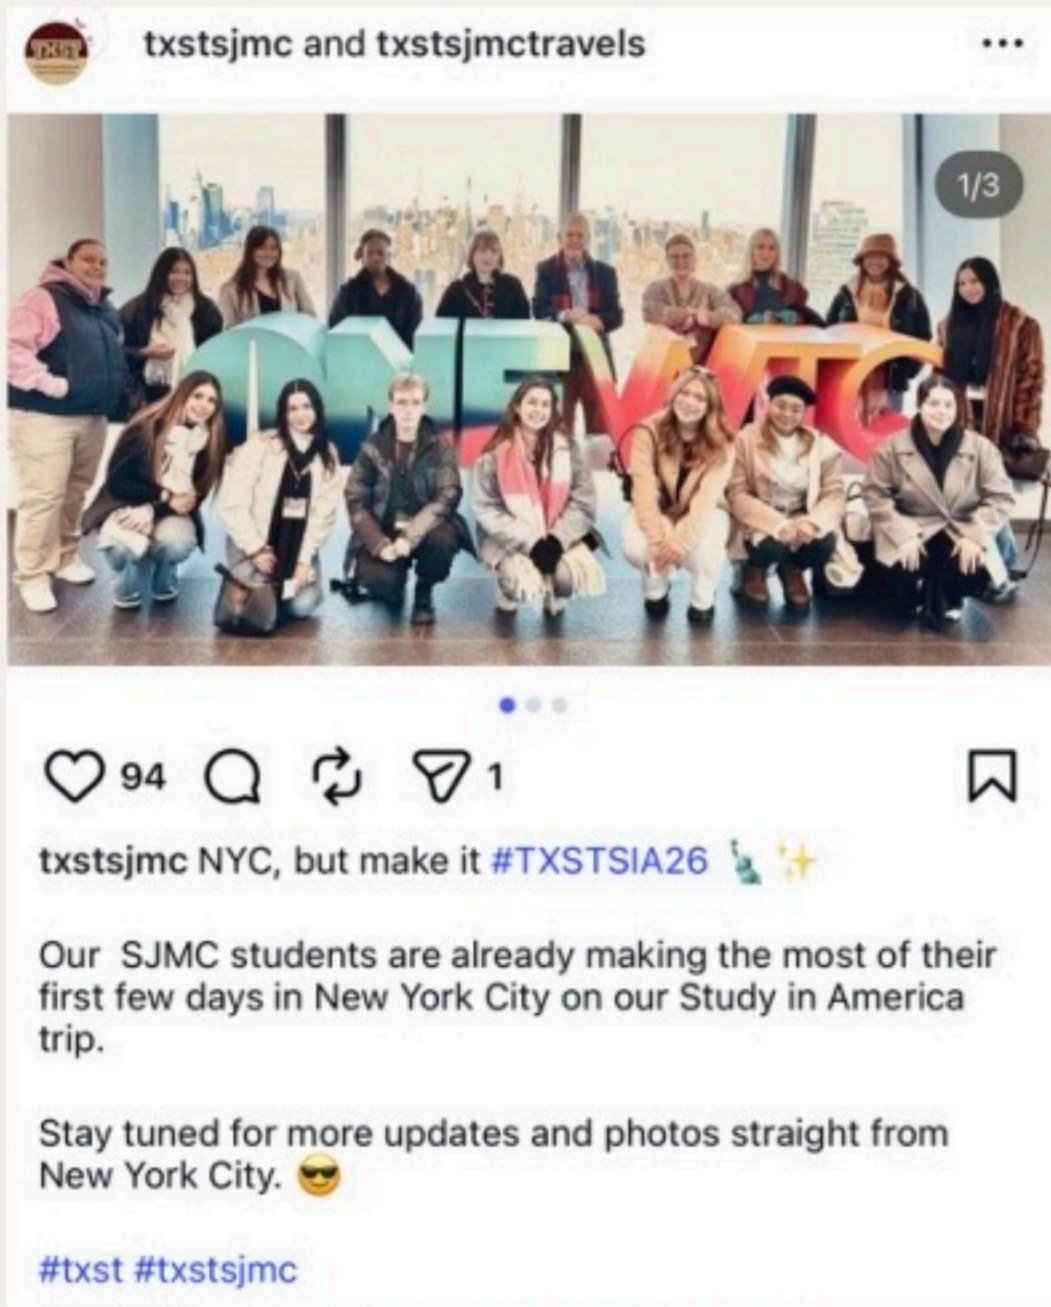 TXST
txstsjmc and txstsjmctravels
1/3
ONEWTC
94
1
txstsjmc NYC, but make it #TXSTSIA26 🗽 ✨
Our  SJMC students are already making the most of their
first few days in New York City on our Study in America
trip.
Stay tuned for more updates and photos straight from
New York City. 😎
#txst #txstsjmc